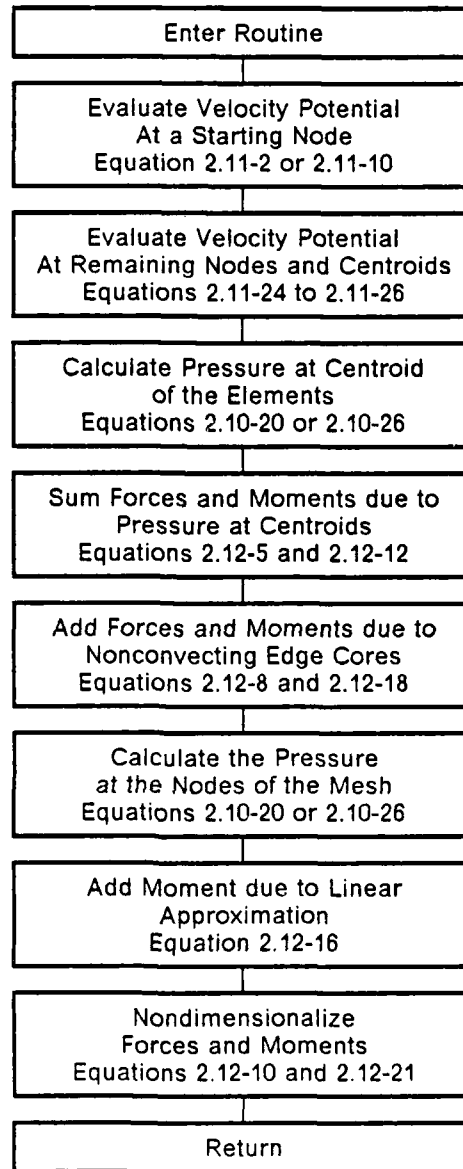 Enter Routine
Evaluate Velocity Potential
At a Starting Node
Equation 2.11-2 or 2.11-10
Evaluate Velocity Potential
At Remaining Nodes and Centroids
Equations 2.11-24 to 2.11-26
Calculate Pressure at Centroid
of the Elements
Equations 2.10-20 or 2.10-26
Sum Forces and Moments due to
Pressure at Centroids
Equations 2.12-5 and 2.12-12
Add Forces and Moments due to
Nonconvecting Edge Cores
Equations 2.12-8 and 2.12-18
Calculate the Pressure
at the Nodes of the Mesh
Equations 2.10-20 or 2.10-26
Add Moment due to Linear
Approximation
Equation 2.12-16
Nondimensionalize
Forces and Moments
Equations 2.12-10 and 2.12-21
Return